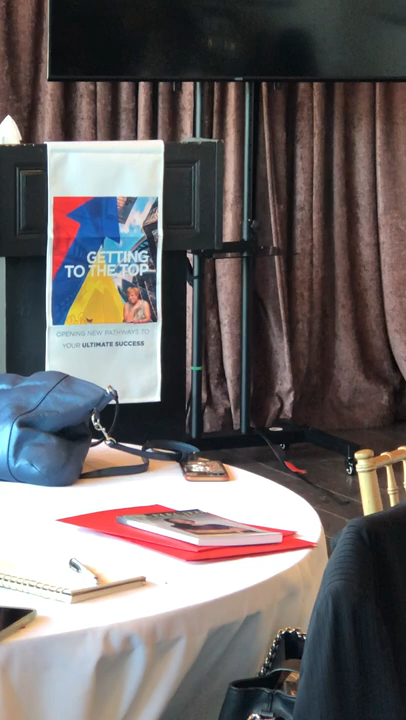 GETTING
TO THE TOP
OPENING NEW PATHWAYS TO
YOUR ULTIMATE SUCCESS